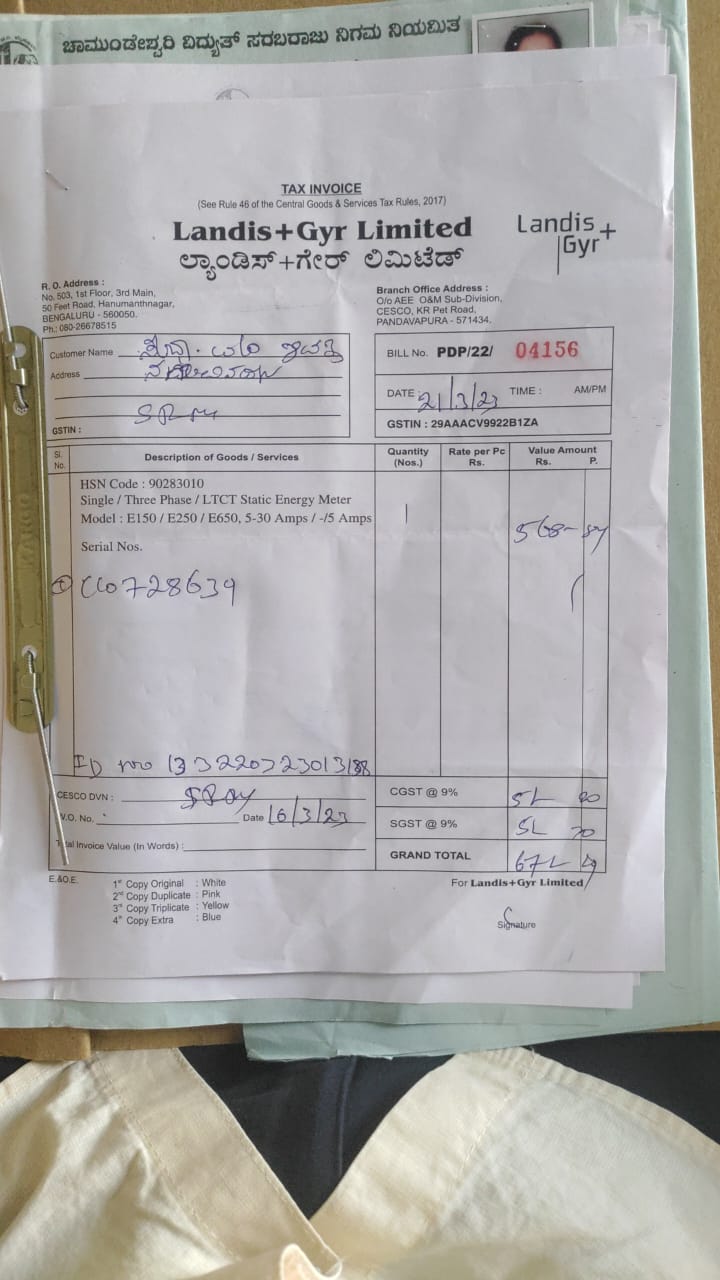 ಚಾಮುಂಡೇಶ್ವರಿ ವಿದ್ಯುತ್ ಸರಬರಾಜು ನಿಗಮ ನಿಯಮಿತ
TAX INVOICE
(See Rule 46 of the Central Goods & Services Tax Rules, 2017)
Landis+Gyr Limited
ಲ್ಯಾಂಡಿಸ್+ಗೇರ್ ಲಿಮಿಟೆಡ್
Landis+
Gyr
R. O. Address :
No. 503, 1st Floor, 3rd Main,
50 Feet Road, Hanumanthnagar,
BENGALURU - 560050.
Ph.: 080-26678515
Branch Office Address :
O/o AEE O&M Sub-Division,
CESCO, KR Pet Road,
PANDAVAPURA - 571434.
Customer Name
Address
GSTIN :
BILL No. PDP/22/ 04156
DATE : 21/3/23 TIME : AM/PM
GSTIN : 29AAACV9922B1ZA
Sl. No. Description of Goods / Services Quantity (Nos.) Rate per Pc Rs. Value Amount Rs. P.
HSN Code : 90283010
Single / Three Phase / LTCT Static Energy Meter
Model : E150 / E250 / E650, 5-30 Amps / -/5 Amps 1
Serial Nos.
ID no
CESCO DVN :
V.O. No. Date 16/3/23
Total Invoice Value (In Words) :
CGST @ 9%
SGST @ 9%
GRAND TOTAL
E.&O.E.
1st Copy Original : White
2nd Copy Duplicate : Pink
3rd Copy Triplicate : Yellow
4th Copy Extra : Blue
For Landis+Gyr Limited
Signature